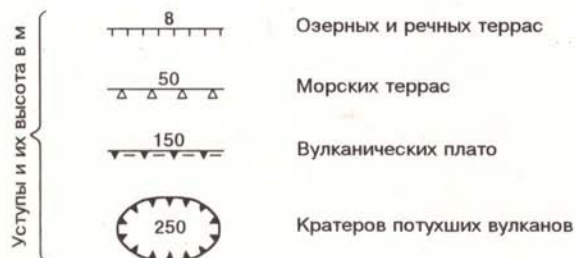 Уступы и их высота в м
8 Озерных и речных террас
50 Морских террас
150 Вулканических плато
250 Кратеров потухших вулканов